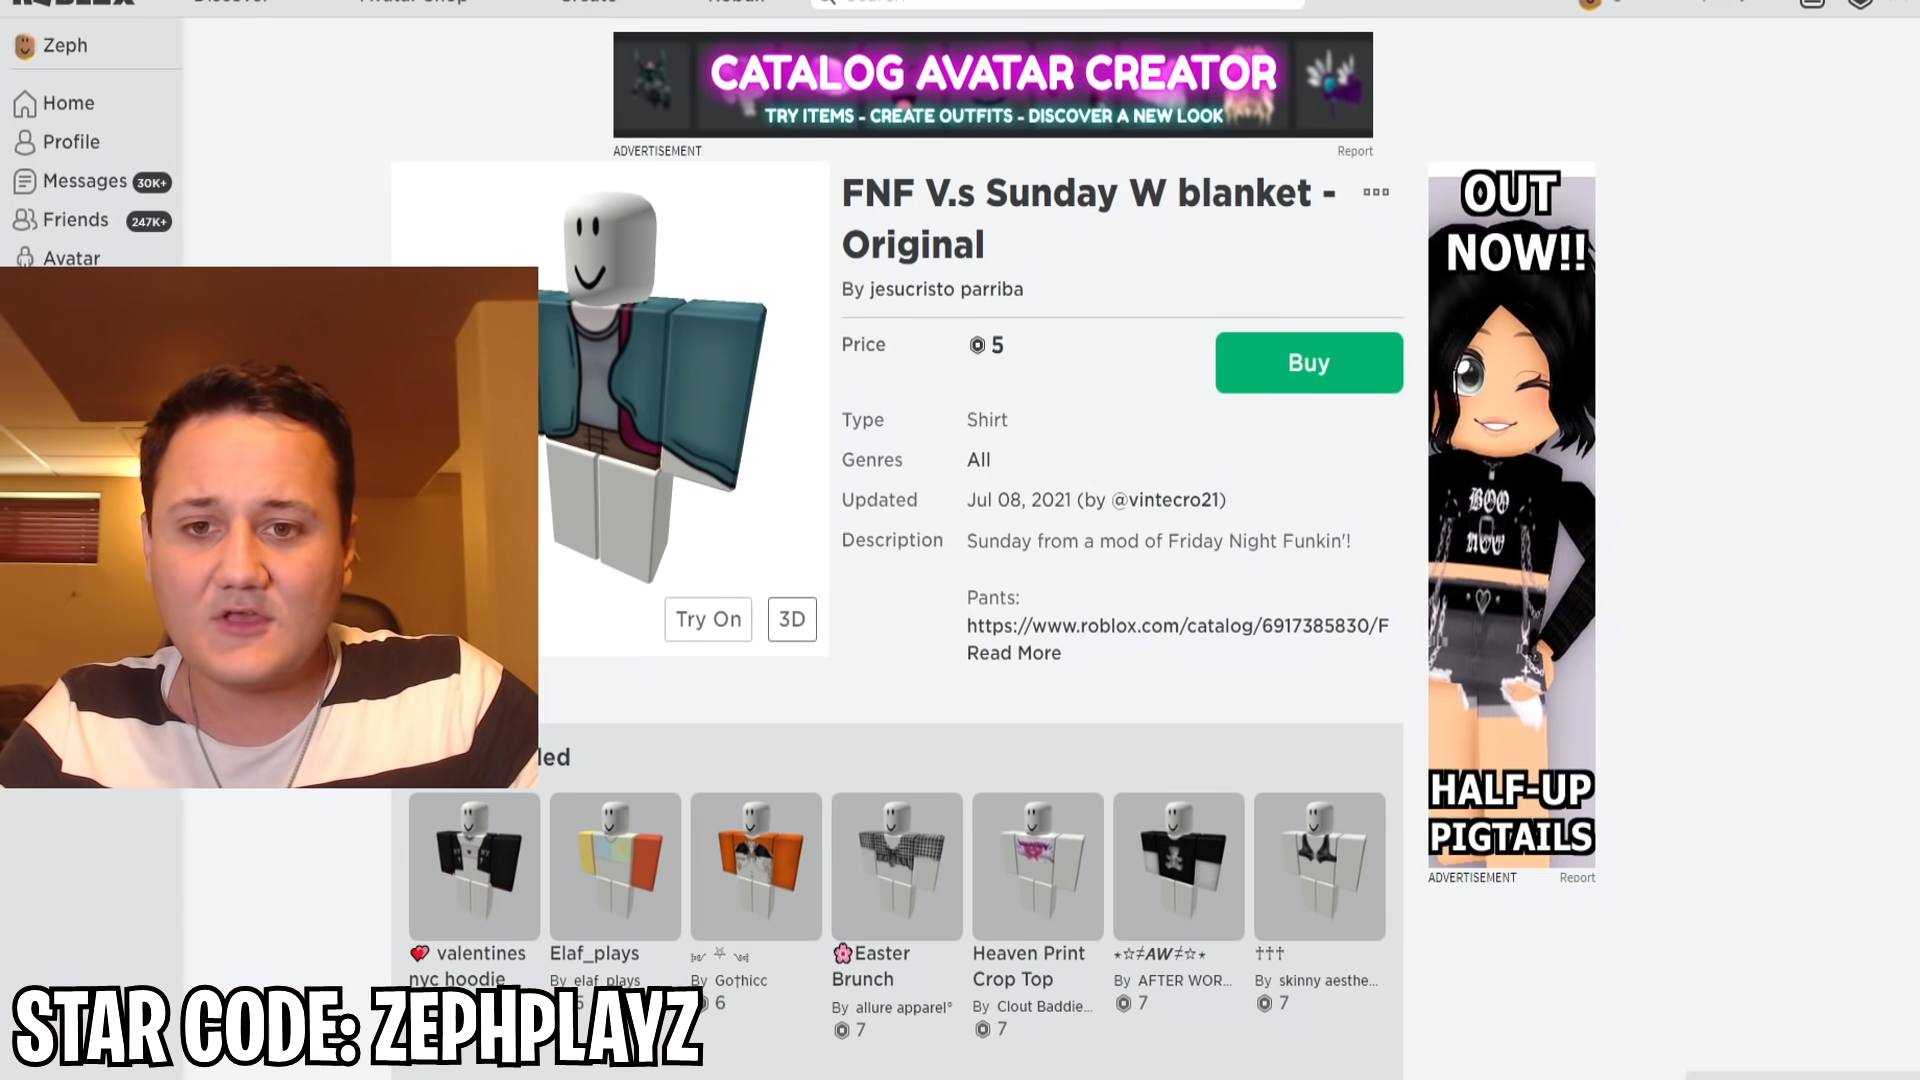 Zeph
Home
Profile
Messages 30K+
Friends 247K+
Avatar
CATALOG AVATAR CREATOR
TRY ITEMS - CREATE OUTFITS - DISCOVER A NEW LOOK
ADVERTISEMENT Report
FNF V.s Sunday W blanket -
Original
By jesucristo parriba
Price 5
Buy
Type Shirt
Genres All
Updated Jul 08, 2021 (by @vintecro21)
Description Sunday from a mod of Friday Night Funkin'!
Pants:
https://www.roblox.com/catalog/6917385830/F
Read More
Try On 3D
OUT
NOW!!
BOO
HALF-UP
PIGTAILS
ADVERTISEMENT Report
valentines
nyc hoodie
Elaf_plays
By elaf_plays
5
By Go†hicc
6
🌸Easter
Brunch
By allure apparel°
7
Heaven Print
Crop Top
By Clout Baddie...
7
⋆☆≠AW≠☆⋆
By AFTER WOR...
7
†††
By skinny aesthe...
7
STAR CODE: ZEPHPLAYZ